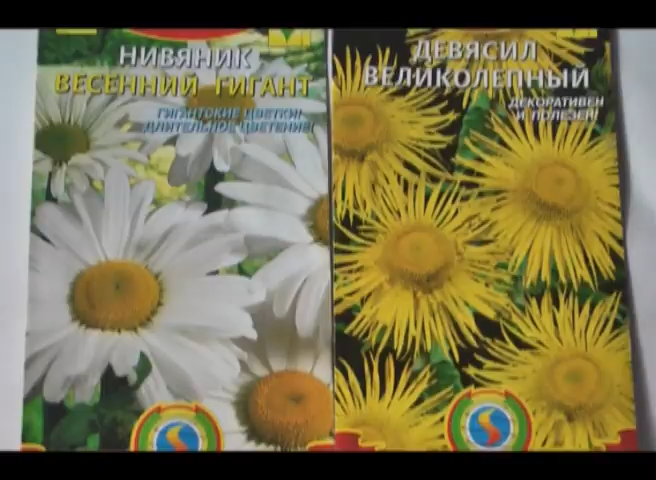 НИВЯНИК
ВЕСЕННИЙ ГИГАНТ
ГИГАНТСКИЕ ЦВЕТКИ!
ДЛИТЕЛЬНОЕ ЦВЕТЕНИЕ!
ДЕВЯСИЛ
ВЕЛИКОЛЕПНЫЙ
ДЕКОРАТИВЕН
И ПОЛЕЗЕН!